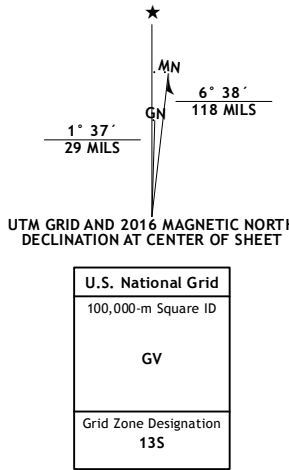 ★
MN
GN
6° 38´
118 MILS
1° 37´
29 MILS
UTM GRID AND 2016 MAGNETIC NORTH
DECLINATION AT CENTER OF SHEET
U.S. National Grid
100,000-m Square ID
GV
Grid Zone Designation
13S